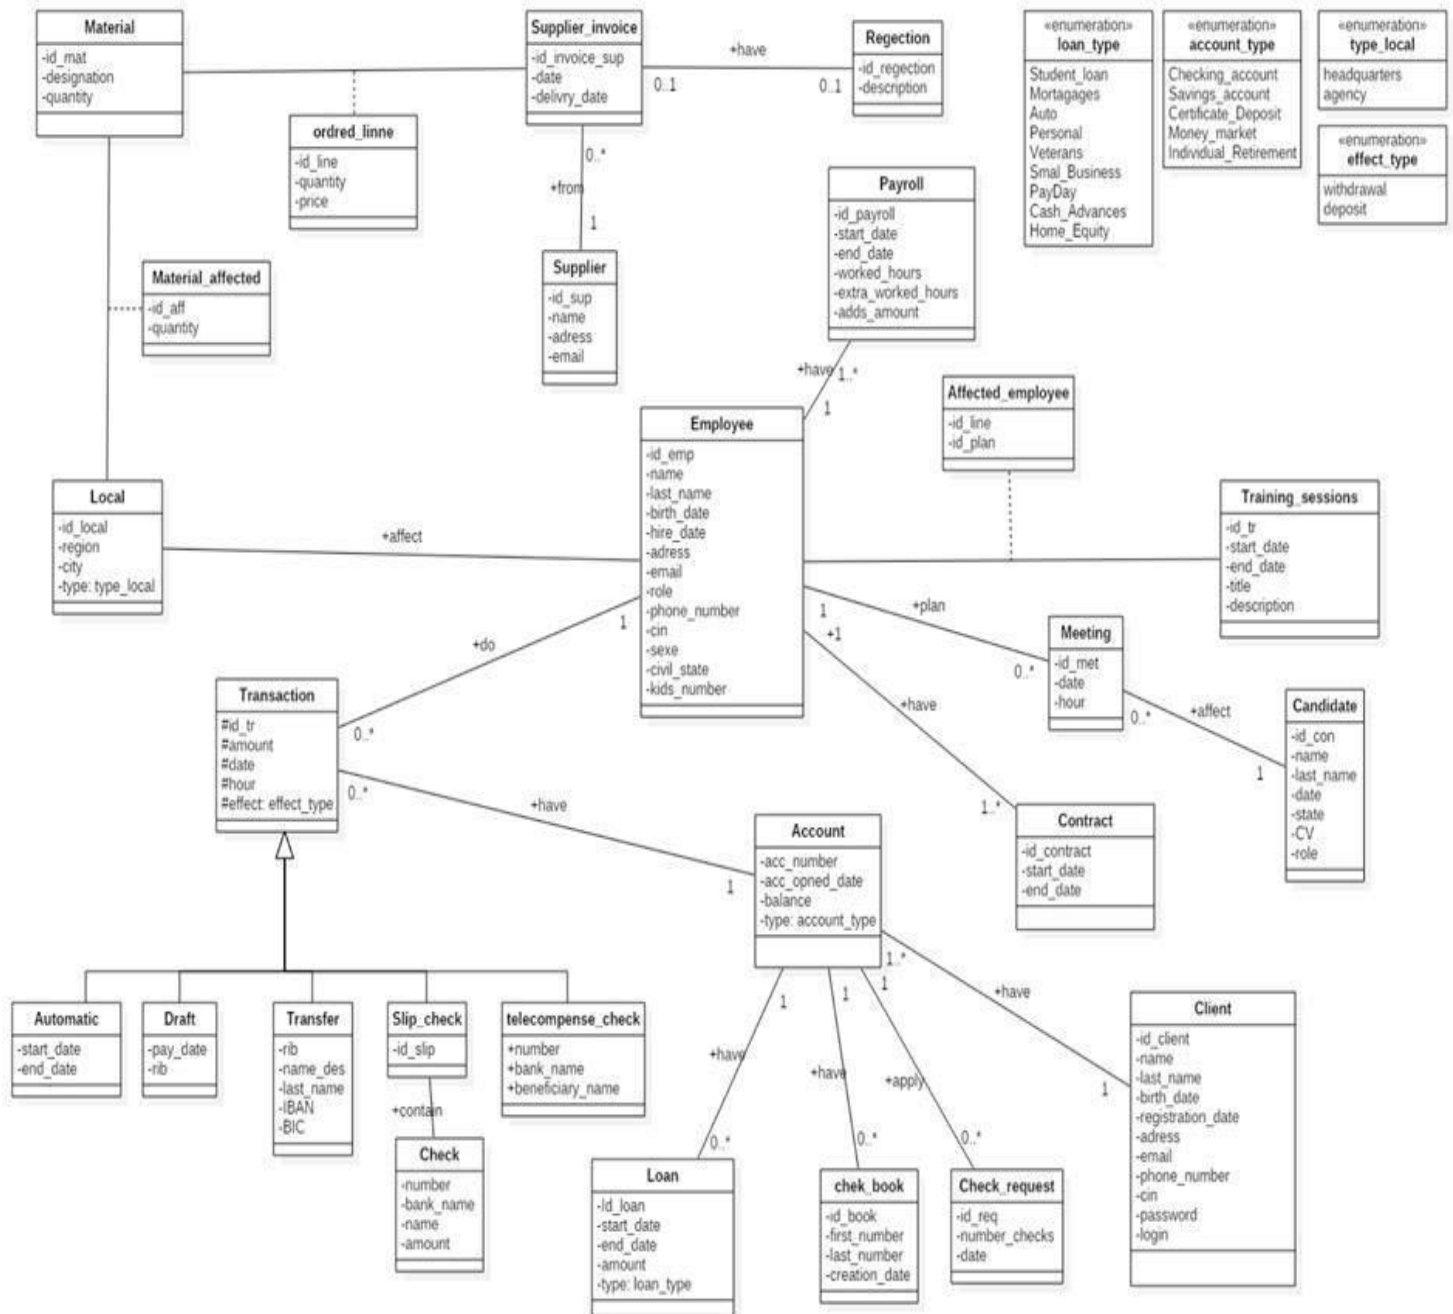 Material
-id_mat
-designation
-quantity
Supplier_invoice
-id_invoice_sup
-date
-delivry_date
+have
0..1
0..1
Regection
-id_regection
-description
«enumeration»
loan_type
Student_loan
Mortagages
Auto
Personal
Veterans
Smal_Business
PayDay
Cash_Advances
Home_Equity
«enumeration»
account_type
Checking_account
Savings_account
Certificate_Deposit
Money_market
Individual_Retirement
«enumeration»
type_local
headquarters
agency
«enumeration»
effect_type
withdrawal
deposit
ordred_linne
-id_line
-quantity
-price
0..*
+from
1
Supplier
-id_sup
-name
-adress
-email
Payroll
-id_payroll
-start_date
-end_date
-worked_hours
-extra_worked_hours
-adds_amount
+have
1..*
1
Material_affected
-id_aff
-quantity
Affected_employee
-id_line
-id_plan
Employee
-id_emp
-name
-last_name
-birth_date
-hire_date
-adress
-email
-role
-phone_number
-cin
-sexe
-civil_state
-kids_number
Local
-id_local
-region
-city
-type: type_local
+affect
Training_sessions
-id_tr
-start_date
-end_date
-title
-description
1
+plan
0..*
Meeting
-id_met
-date
-hour
0..*
+affect
1
Candidate
-id_con
-name
-last_name
-date
-state
-CV
-role
+1
+have
1..*
Contract
-id_contract
-start_date
-end_date
1
+do
0..*
Transaction
#id_tr
#amount
#date
#hour
#effect: effect_type
0..*
+have
1
Account
-acc_number
-acc_opned_date
-balance
-type: account_type
1..*
+have
1
Client
-id_client
-name
-last_name
-birth_date
-registration_date
-adress
-email
-phone_number
-cin
-password
-login
Automatic
-start_date
-end_date
Draft
-pay_date
-rib
Transfer
-rib
-name_des
-last_name
-IBAN
-BIC
Slip_check
-id_slip
telecompense_check
+number
+bank_name
+beneficiary_name
+contain
Check
-number
-bank_name
-name
-amount
1
+have
0..*
Loan
-Id_loan
-start_date
-end_date
-amount
-type: loan_type
1
+have
0..*
chek_book
-id_book
-first_number
-last_number
-creation_date
1
+apply
0..*
Check_request
-id_req
-number_checks
-date